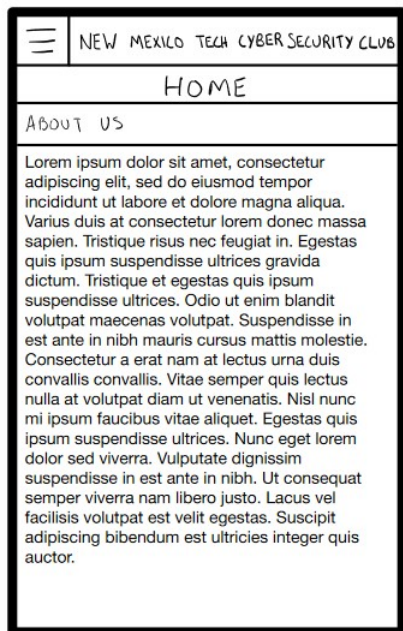 NEW MEXICO TECH CYBER SECURITY CLUB
HOME
ABOUT US
Lorem ipsum dolor sit amet, consectetur
adipiscing elit, sed do eiusmod tempor
incididunt ut labore et dolore magna aliqua.
Varius duis at consectetur lorem donec massa
sapien. Tristique risus nec feugiat in. Egestas
quis ipsum suspendisse ultrices gravida
dictum. Tristique et egestas quis ipsum
suspendisse ultrices. Odio ut enim blandit
volutpat maecenas volutpat. Suspendisse in
est ante in nibh mauris cursus mattis molestie.
Consectetur a erat nam at lectus urna duis
convallis convallis. Vitae semper quis lectus
nulla at volutpat diam ut venenatis. Nisl nunc
mi ipsum faucibus vitae aliquet. Egestas quis
ipsum suspendisse ultrices. Nunc eget lorem
dolor sed viverra. Vulputate dignissim
suspendisse in est ante in nibh. Ut consequat
semper viverra nam libero justo. Lacus vel
facilisis volutpat est velit egestas. Suscipit
adipiscing bibendum est ultricies integer quis
auctor.